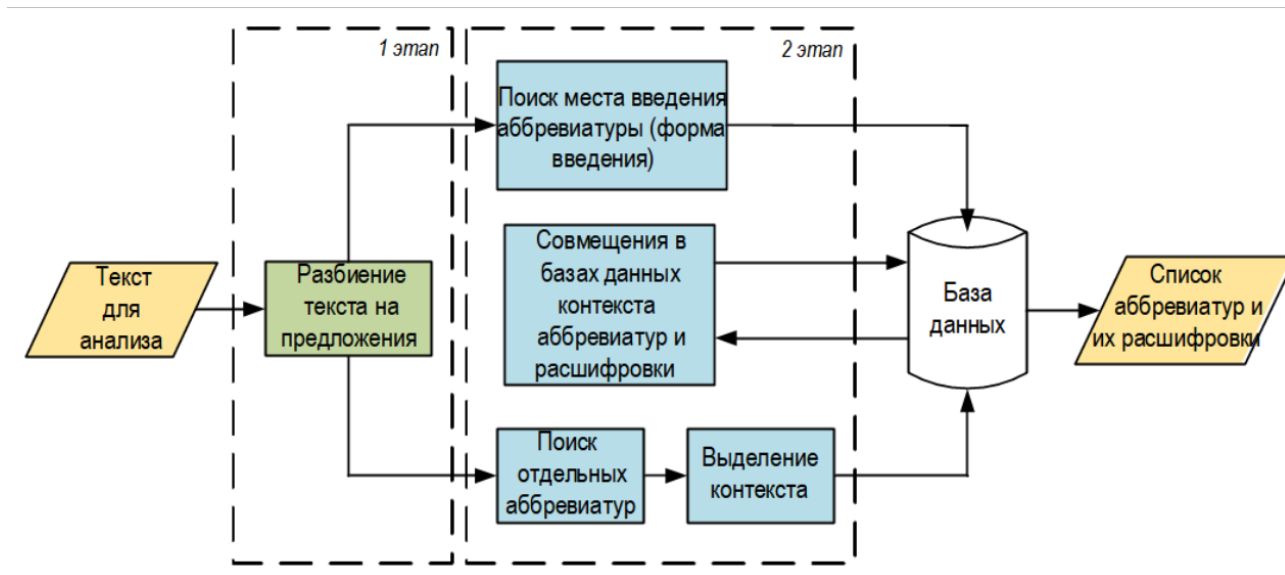 1 этап
2 этап
Поиск места введения
аббревиатуры (форма
введения)
Текст
для
анализа
Разбиение
текста на
предложения
Совмещения в
базах данных
контекста
аббревиатур и
расшифровки
База
данных
Список
аббревиатур и
их расшифровки
Поиск
отдельных
аббревиатур
Выделение
контекста